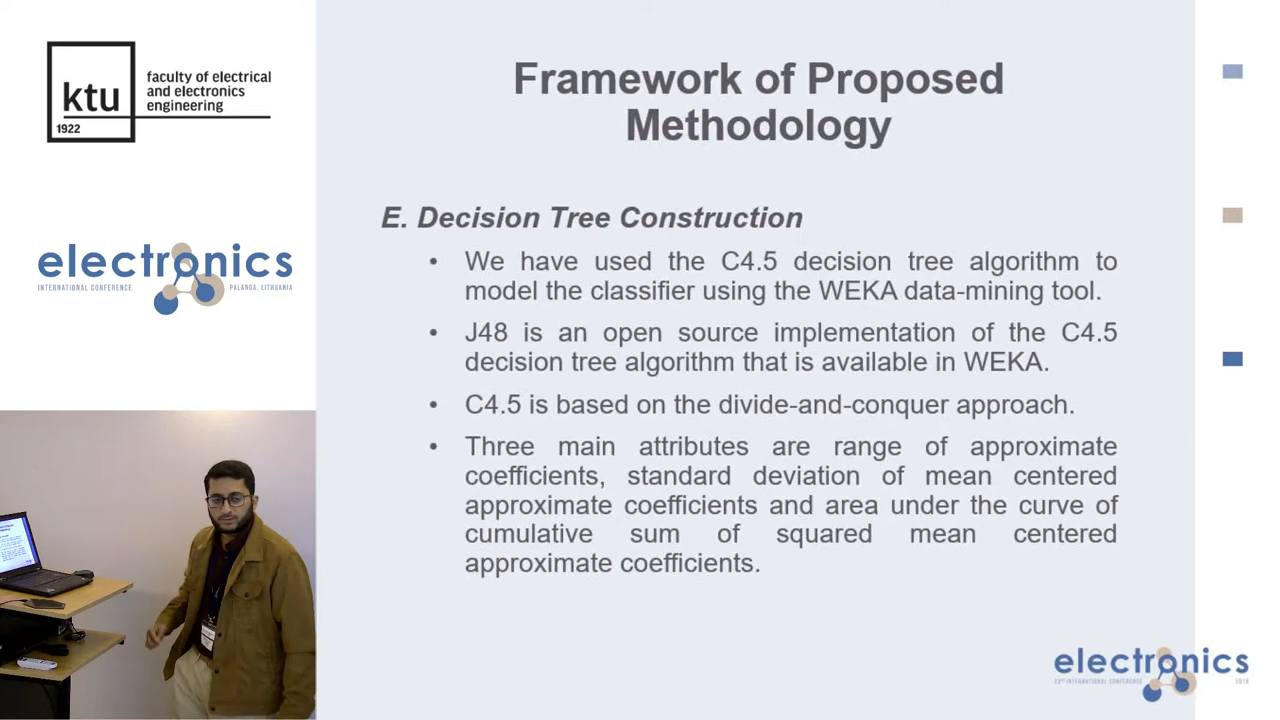 ktu
1922
faculty of electrical
and electronics
engineering
electronics
INTERNATIONAL CONFERENCE
PALANGA, LITHUANIA
Framework of Proposed
Methodology
E. Decision Tree Construction
• We have used the C4.5 decision tree algorithm to
model the classifier using the WEKA data-mining tool.
• J48 is an open source implementation of the C4.5
decision tree algorithm that is available in WEKA.
• C4.5 is based on the divide-and-conquer approach.
• Three main attributes are range of approximate
coefficients, standard deviation of mean centered
approximate coefficients and area under the curve of
cumulative sum of squared mean centered
approximate coefficients.
electronics
INTERNATIONAL CONFERENCE